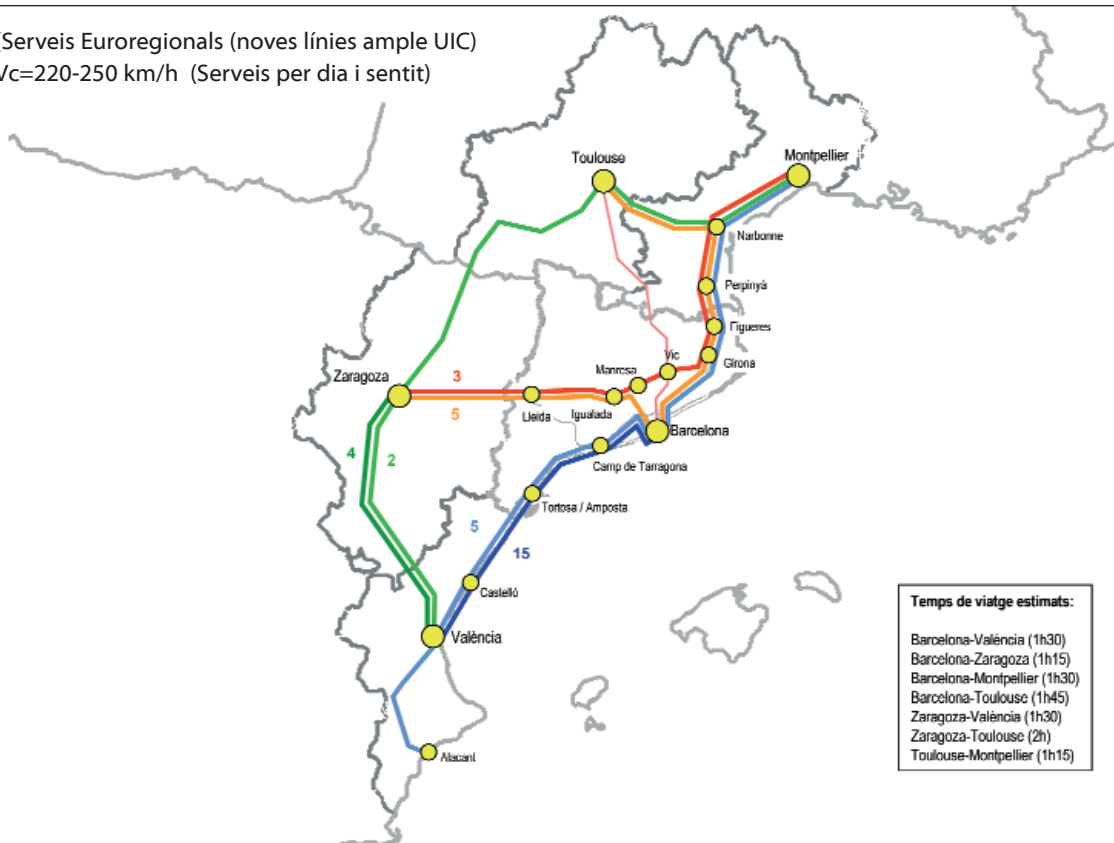 (Serveis Euroregionals (noves línies ample UIC)
Vc=220-250 km/h (Serveis per dia i sentit)
Toulouse
Montpellier
Narbonne
Perpinyà
Figueres
Girona
Vic
Manresa
Zaragoza
3
5
Lleida
Igualada
Barcelona
Camp de Tarragona
4
2
Tortosa / Amposta
5
15
Castelló
València
Alacant
Temps de viatge estimats:
Barcelona-València (1h30)
Barcelona-Zaragoza (1h15)
Barcelona-Montpellier (1h30)
Barcelona-Toulouse (1h45)
Zaragoza-València (1h30)
Zaragoza-Toulouse (2h)
Toulouse-Montpellier (1h15)